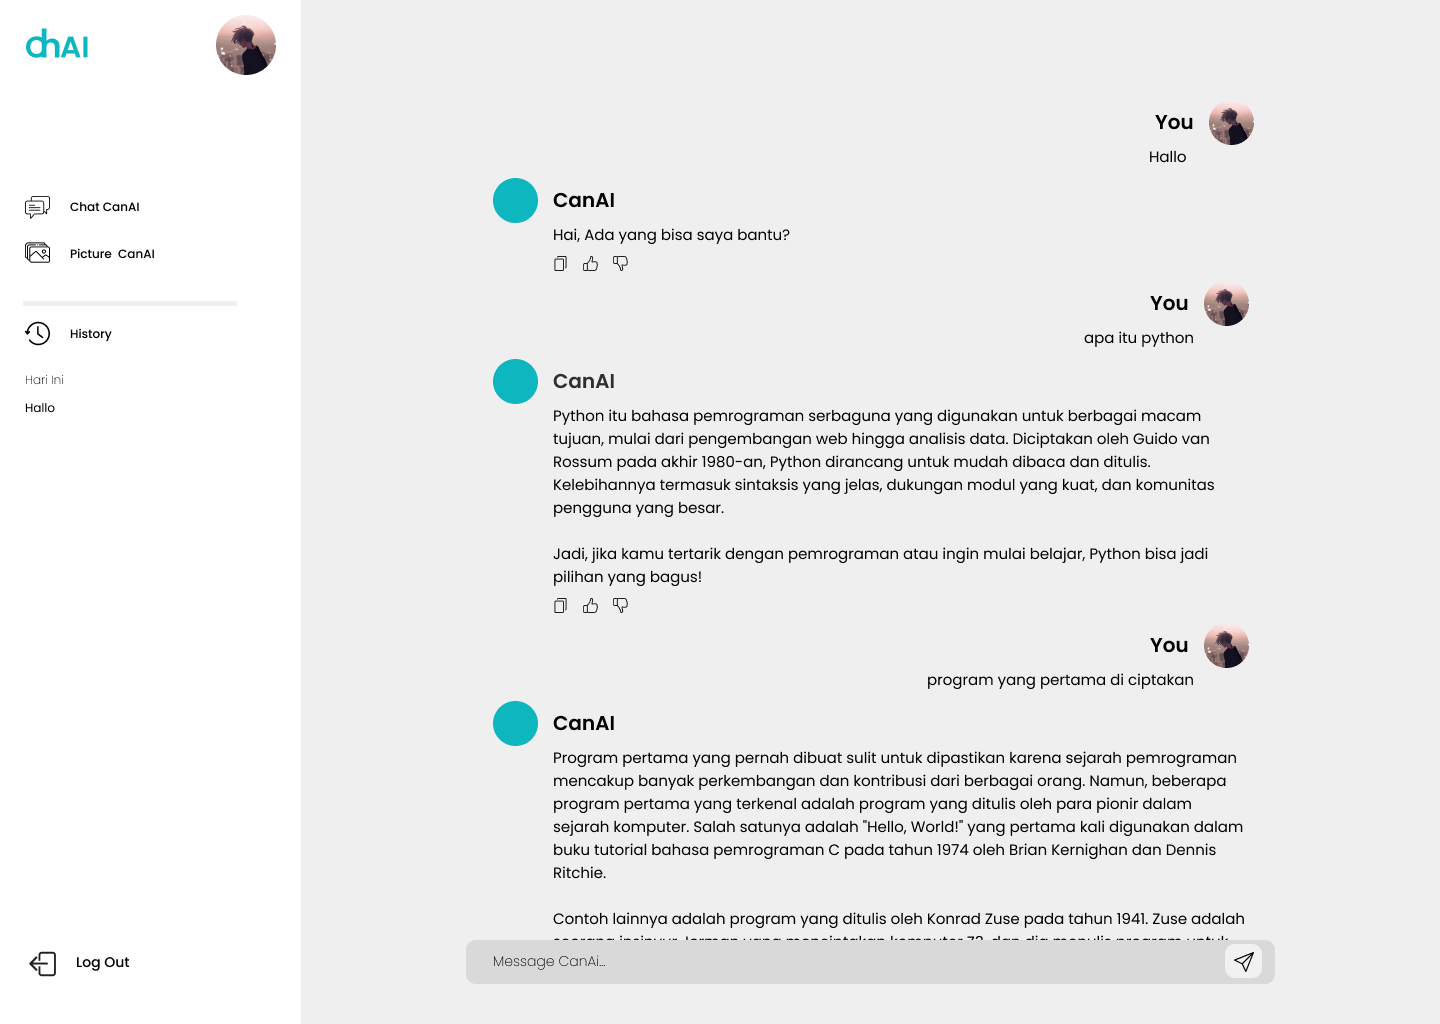 chAI
Chat CanAI
Picture CanAI
History
Hari Ini
Hallo
Log Out
You
Hallo
CanAI
Hai, Ada yang bisa saya bantu?
You
apa itu python
CanAI
Python itu bahasa pemrograman serbaguna yang digunakan untuk berbagai macam
tujuan, mulai dari pengembangan web hingga analisis data. Diciptakan oleh Guido van
Rossum pada akhir 1980-an, Python dirancang untuk mudah dibaca dan ditulis.
Kelebihannya termasuk sintaksis yang jelas, dukungan modul yang kuat, dan komunitas
pengguna yang besar.
Jadi, jika kamu tertarik dengan pemrograman atau ingin mulai belajar, Python bisa jadi
pilihan yang bagus!
You
program yang pertama di ciptakan
CanAI
Program pertama yang pernah dibuat sulit untuk dipastikan karena sejarah pemrograman
mencakup banyak perkembangan dan kontribusi dari berbagai orang. Namun, beberapa
program pertama yang terkenal adalah program yang ditulis oleh para pionir dalam
sejarah komputer. Salah satunya adalah "Hello, World!" yang pertama kali digunakan dalam
buku tutorial bahasa pemrograman C pada tahun 1974 oleh Brian Kernighan dan Dennis
Ritchie.
Contoh lainnya adalah program yang ditulis oleh Konrad Zuse pada tahun 1941. Zuse adalah
Message CanAi...